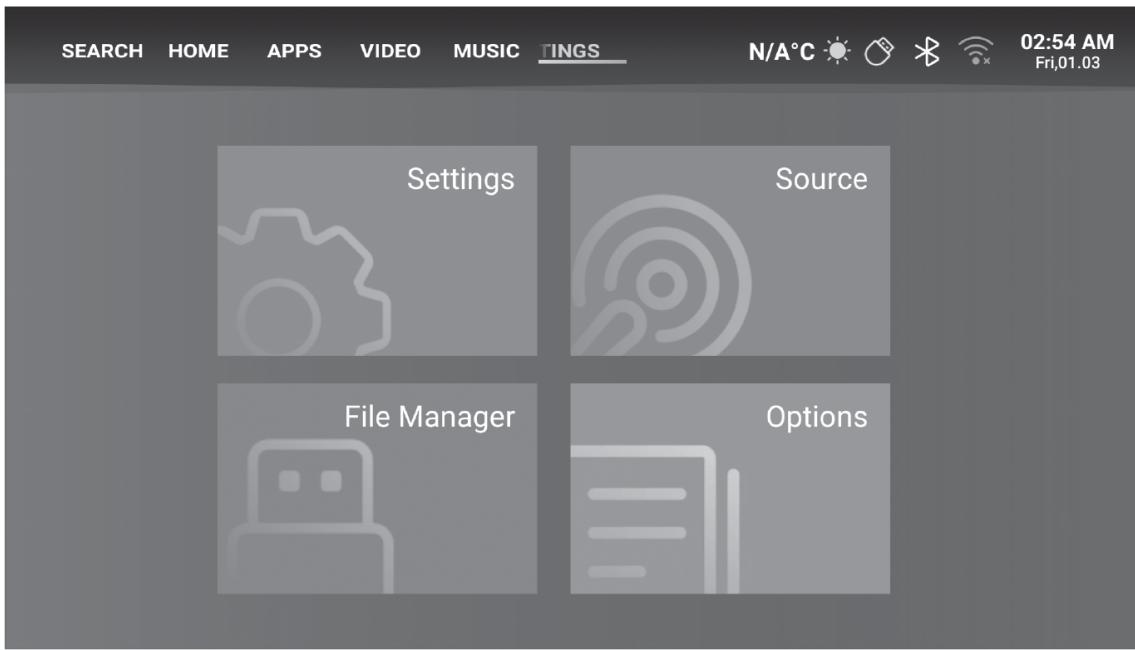 SEARCH HOME APPS VIDEO MUSIC TINGS N/A°C 02:54 AM
Fri,01.03
Settings Source
File Manager Options